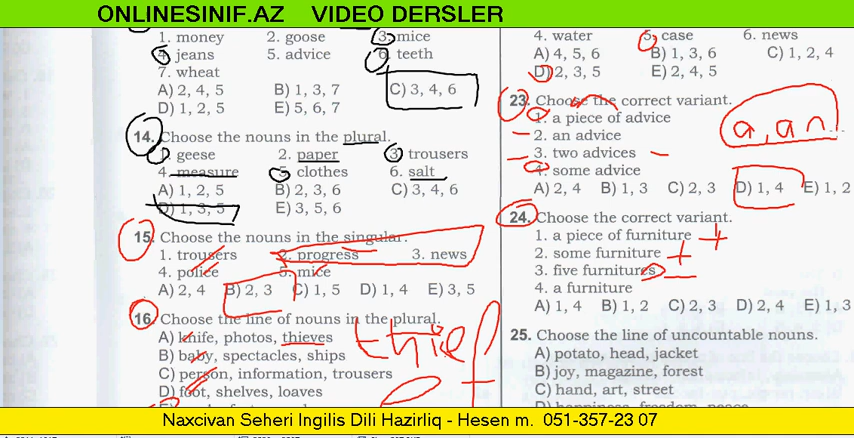 ONLINESINIF.AZ VIDEO DERSLER
1. money 2. goose 3. mice
4. jeans 5. advice 6. teeth
7. wheat
A) 2, 4, 5 B) 1, 3, 7 C) 3, 4, 6
D) 1, 2, 5 E) 5, 6, 7
14. Choose the nouns in the plural.
1. geese 2. paper 3. trousers
4. measure 5. clothes 6. salt
A) 1, 2, 5 B) 2, 3, 6 C) 3, 4, 6
D) 1, 3, 5 E) 3, 5, 6
15. Choose the nouns in the singular.
1. trousers 2. progress 3. news
4. police 5. mice
A) 2, 4 B) 2, 3 C) 1, 5 D) 1, 4 E) 3, 5
16. Choose the line of nouns in the plural.
A) knife, photos, thieves
B) baby, spectacles, ships
C) person, information, trousers
D) foot, shelves, loaves
thief
4. water 5. case 6. news
A) 4, 5, 6 B) 1, 3, 6 C) 1, 2, 4
D) 2, 3, 5 E) 2, 4, 5
23. Choose the correct variant.
1. a piece of advice
2. an advice
3. two advices
4. some advice
a, an
A) 2, 4 B) 1, 3 C) 2, 3 D) 1, 4 E) 1, 2
24. Choose the correct variant.
1. a piece of furniture
2. some furniture
3. five furnitures
4. a furniture
A) 1, 4 B) 1, 2 C) 2, 3 D) 2, 4 E) 1, 3
25. Choose the line of uncountable nouns.
A) potato, head, jacket
B) joy, magazine, forest
C) hand, art, street
Naxcivan Seheri Ingilis Dili Hazirliq - Hesen m. 051-357-23 07